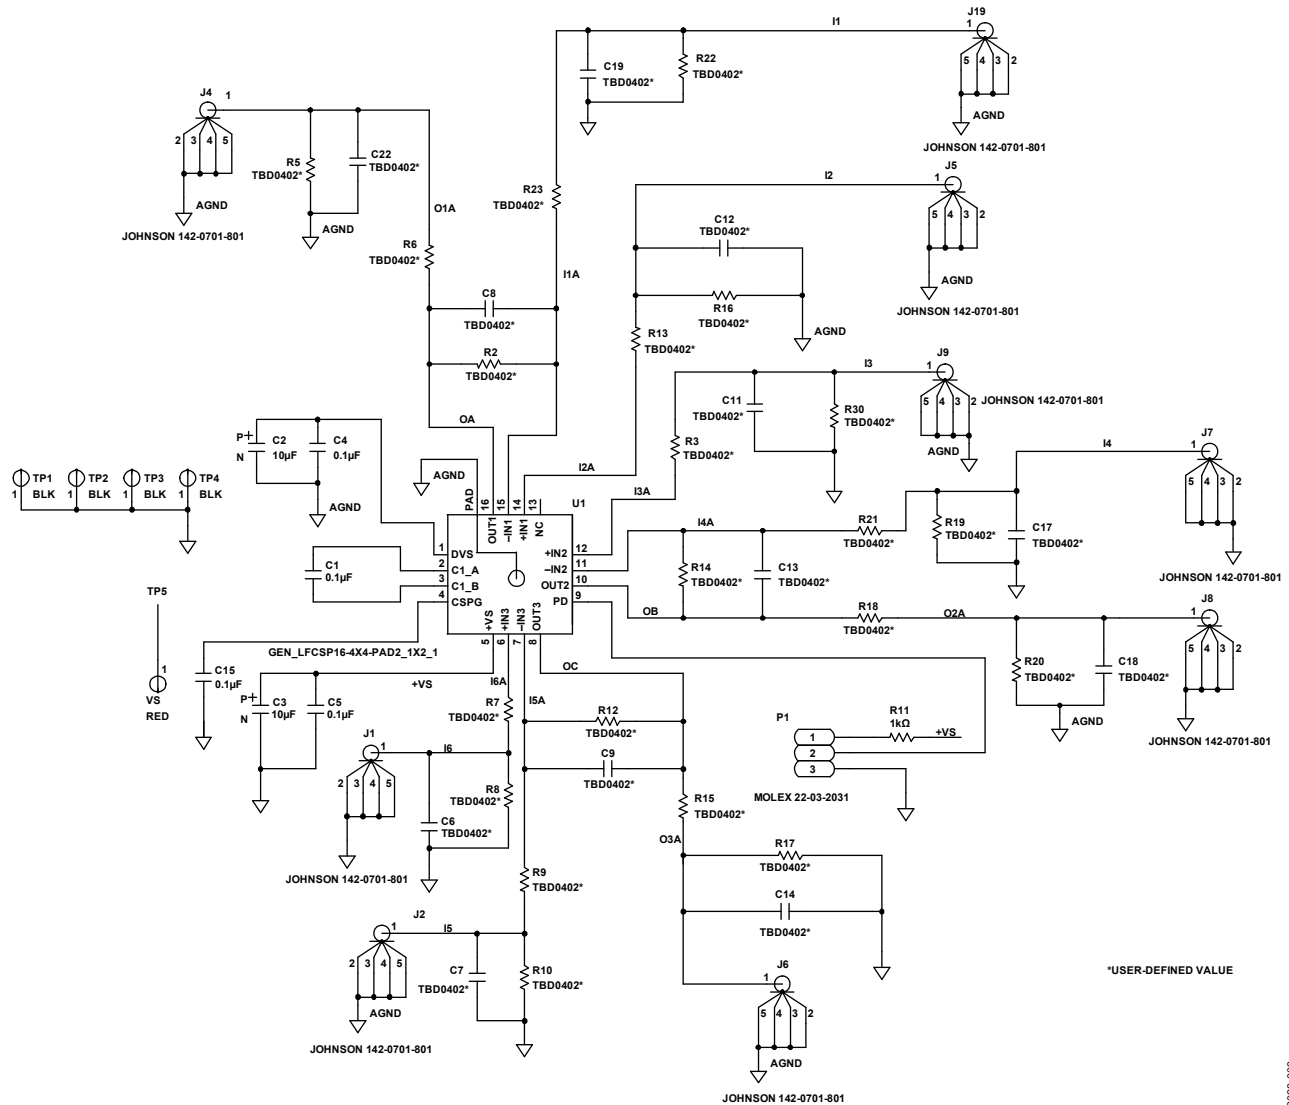 J19
1
I1
5 4 3 2
C19
TBD0402*
R22
TBD0402*
AGND
JOHNSON 142-0701-801
J4
1
2 3 4 5
R5
TBD0402*
C22
TBD0402*
AGND
AGND
JOHNSON 142-0701-801
O1A
R6
TBD0402*
R23
TBD0402*
I1A
C8
TBD0402*
R2
TBD0402*
OA
J5
1
I2
5 4 3 2
C12
TBD0402*
R16
TBD0402*
AGND
R13
TBD0402*
AGND
JOHNSON 142-0701-801
I2A
J9
1
I3
5 4 3 2
JOHNSON 142-0701-801
AGND
C11
TBD0402*
R30
TBD0402*
R3
TBD0402*
I3A
J7
1
I4
5 4 3 2
JOHNSON 142-0701-801
R19
TBD0402*
C17
TBD0402*
R21
TBD0402*
I4A
R14
TBD0402*
C13
TBD0402*
OB
R18
TBD0402*
O2A
J8
1
5 4 3 2
R20
TBD0402*
C18
TBD0402*
AGND
JOHNSON 142-0701-801
P+
N
C2
10µF
C4
0.1µF
AGND
TP1
1 BLK
TP2
1 BLK
TP3
1 BLK
TP4
1 BLK
AGND
PAD
16
OUT1
15
–IN1
14
+IN1
13
NC
U1
1 DVS
2 C1_A
3 C1_B
4 CSPG
+IN2 12
–IN2 11
OUT2 10
PD 9
+VS
5
+IN3
6
–IN3
7
OUT3
8
GEN_LFCSP16-4X4-PAD2_1X2_1
C1
0.1µF
TP5
1
VS
RED
C15
0.1µF
P+
N
C3
10µF
C5
0.1µF
+VS
I6A
I5A
OC
R7
TBD0402*
R12
TBD0402*
C9
TBD0402*
J1
1
I6
2 3 4 5
R8
TBD0402*
C6
TBD0402*
JOHNSON 142-0701-801
R15
TBD0402*
O3A
P1
1
2
3
R11
1kΩ
+VS
MOLEX 22-03-2031
R17
TBD0402*
C14
TBD0402*
R9
TBD0402*
J2
1
I5
2 3 4 5
C7
TBD0402*
R10
TBD0402*
AGND
JOHNSON 142-0701-801
J6
1
5 4 3 2
AGND
JOHNSON 142-0701-801
*USER-DEFINED VALUE